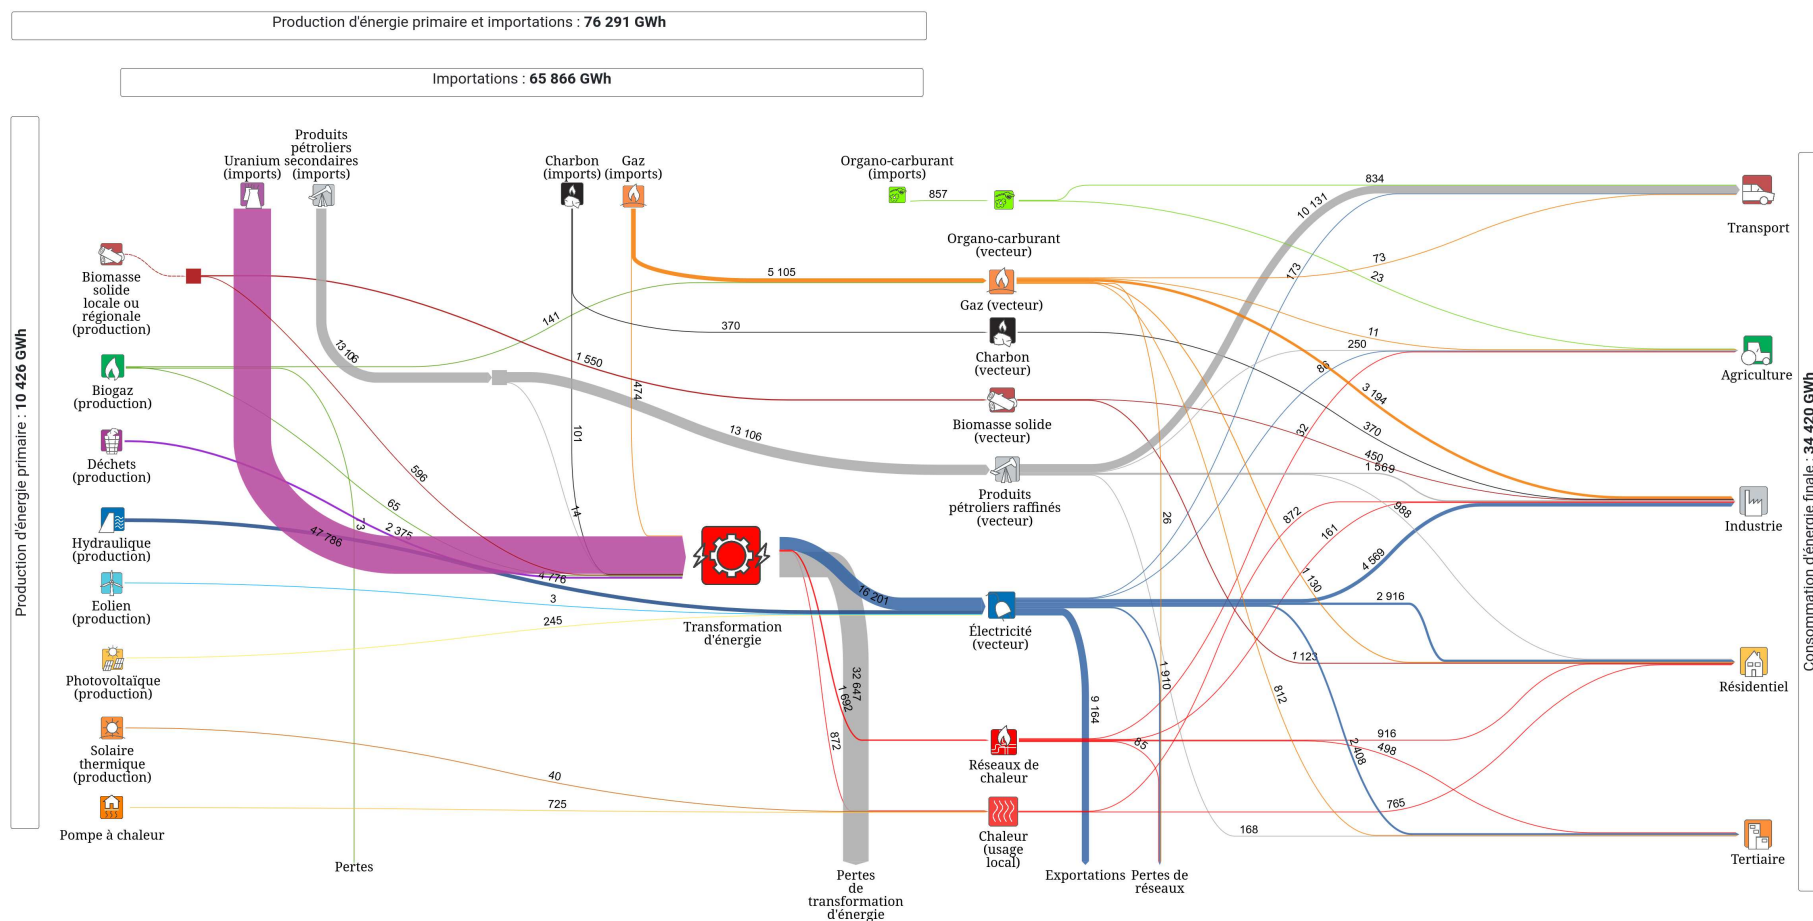 Production d'énergie primaire et importations : 76 291 GWh
Importations : 65 866 GWh
Production d'énergie primaire : 10 426 GWh
Consommation d'énergie finale : 34 420 GWh
Uranium
(imports)
Produits
pétroliers
secondaires
(imports)
Charbon
(imports)
Gaz
(imports)
Organo-carburant
(imports)
Biomasse
solide
locale ou
régionale
(production)
Biogaz
(production)
Déchets
(production)
Hydraulique
(production)
Eolien
(production)
Photovoltaïque
(production)
Solaire
thermique
(production)
Pompe à chaleur
Pertes
Transformation
d'énergie
Pertes
de
transformation
d'énergie
Organo-carburant
(vecteur)
Gaz (vecteur)
Charbon
(vecteur)
Biomasse solide
(vecteur)
Produits
pétroliers raffinés
(vecteur)
Électricité
(vecteur)
Réseaux de
chaleur
Chaleur
(usage
local)
Exportations
Pertes de
réseaux
Transport
Agriculture
Industrie
Résidentiel
Tertiaire
857
834
10 131
173
73
23
5 105
141
13 106
370
1 550
474
101
13 106
11
250
86
3 194
370
32
450
1 569
596
65
2 375
73
14
47 786
4 776
3
245
16 201
872
161
988
4 569
26
1 130
2 916
1 123
32 647
1 692
872
1 910
9 164
812
85
2 408
916
498
40
725
765
168